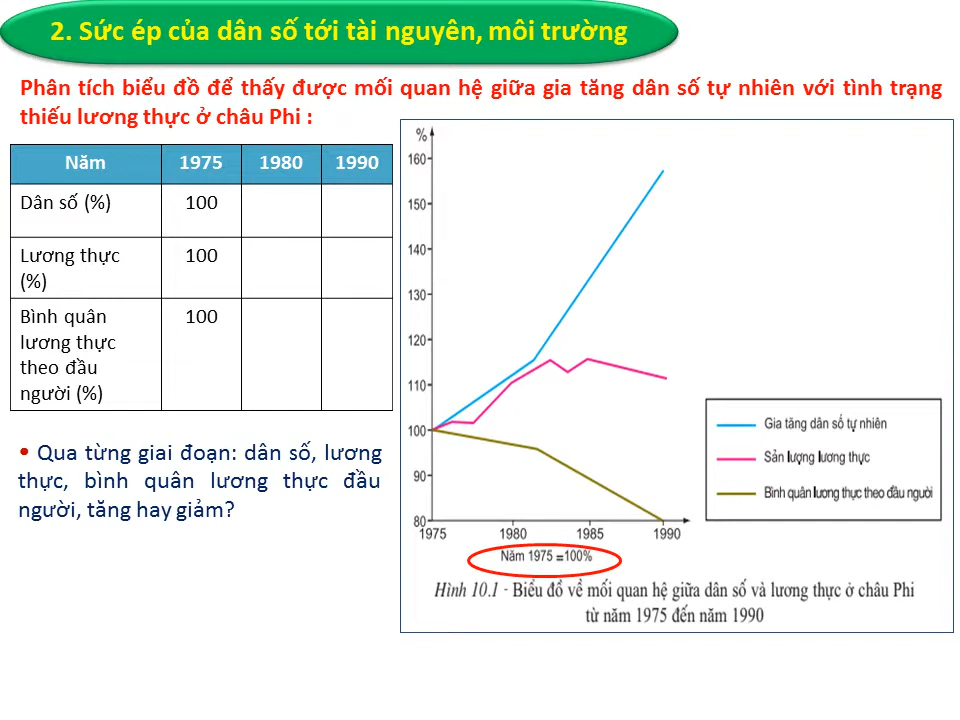 2. Sức ép của dân số tới tài nguyên, môi trường
Phân tích biểu đồ để thấy được mối quan hệ giữa gia tăng dân số tự nhiên với tình trạng
thiếu lương thực ở châu Phi :
Năm 1975 1980 1990
Dân số (%) 100
Lương thực
(%) 100
Bình quân
lương thực
theo đầu
người (%) 100
• Qua từng giai đoạn: dân số, lương
thực, bình quân lương thực đầu
người, tăng hay giảm?
%
160
150
140
130
120
110
100
90
80
1975 1980 1985 1990
Năm 1975 =100%
Gia tăng dân số tự nhiên
Sản lượng lương thực
Bình quân lương thực theo đầu người
Hình 10.1 - Biểu đồ về mối quan hệ giữa dân số và lương thực ở châu Phi
từ năm 1975 đến năm 1990